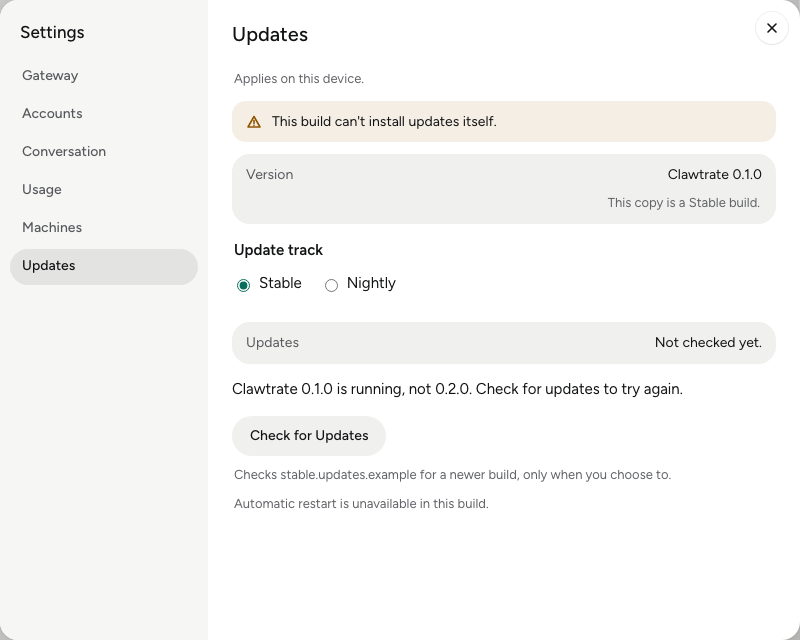 Settings
Gateway
Accounts
Conversation
Usage
Machines
Updates
Updates
Applies on this device.
This build can't install updates itself.
Version
Clawtrate 0.1.0
This copy is a Stable build.
Update track
Stable
Nightly
Updates
Not checked yet.
Clawtrate 0.1.0 is running, not 0.2.0. Check for updates to try again.
Check for Updates
Checks stable.updates.example for a newer build, only when you choose to.
Automatic restart is unavailable in this build.